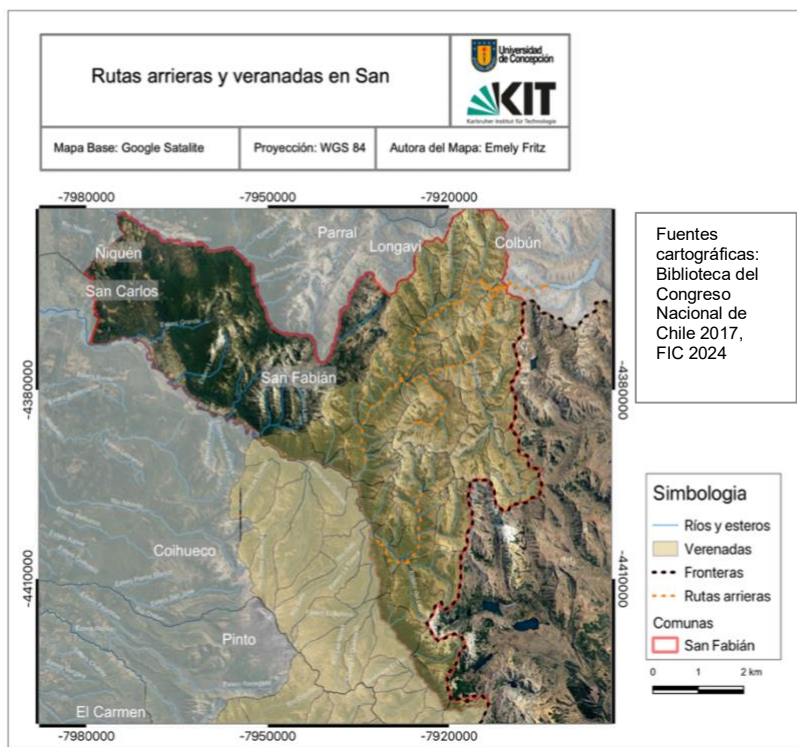 Rutas arrieras y veranadas en San
Universidad
de Concepción
KIT
Karlsruher Institut für Technologie
Mapa Base: Google Satalite
Proyección: WGS 84
Autora del Mapa: Emely Fritz
-7980000
-7950000
-7920000
Parral
Longaví
Colbún
Ñiquén
San Carlos
San Fabián
Coihueco
Pinto
El Carmen
-4380000
-4410000
-4380000
-4410000
-7980000
-7950000
-7920000
Fuentes
cartográficas:
Biblioteca del
Congreso
Nacional de
Chile 2017,
FIC 2024
Simbologia
Ríos y esteros
Verenadas
Fronteras
Rutas arrieras
Comunas
San Fabián
0 1 2 km